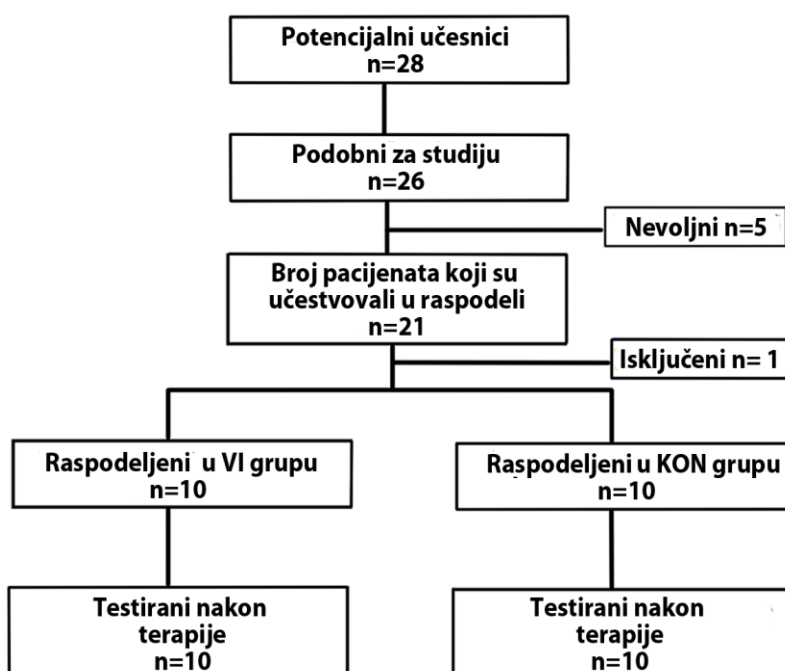 Potencijalni učesnici
n=28
Podobni za studiju
n=26
Nevoljni n=5
Broj pacijenata koji su
učestvovali u raspodeli
n=21
Isključeni n= 1
Raspodeljeni u VI grupu
n=10
Raspodeljeni u KON grupu
n=10
Testirani nakon
terapije
n=10
Testirani nakon
terapije
n=10